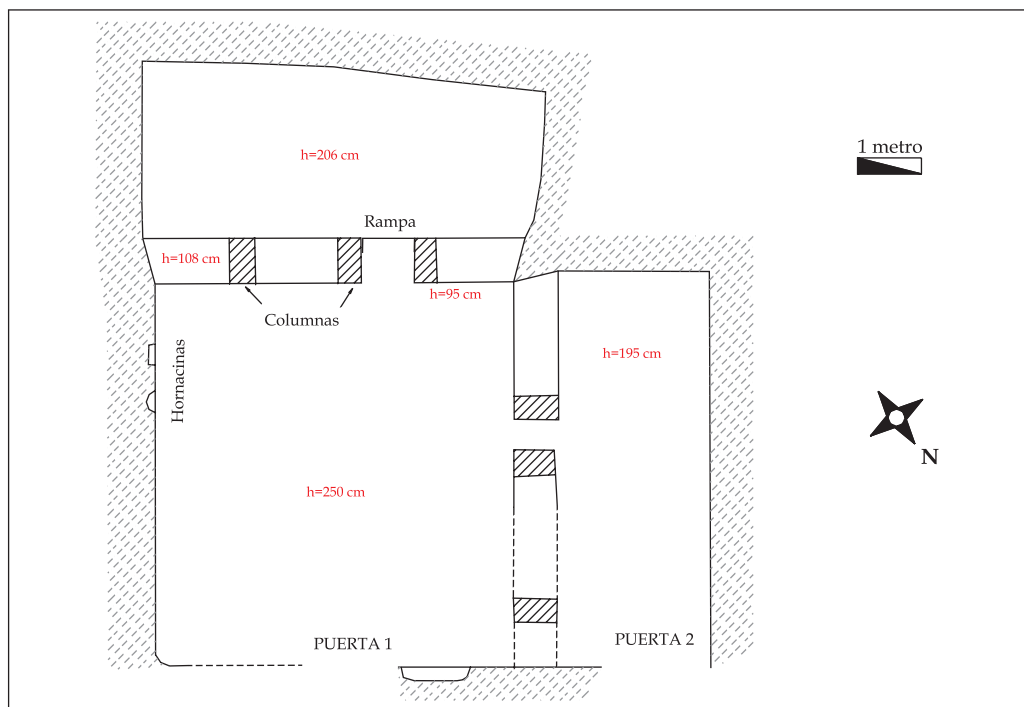 h=206 cm
1 metro
Rampa
h=108 cm
h=95 cm
Columnas
Hornacinas
h=195 cm
N
h=250 cm
PUERTA 1
PUERTA 2